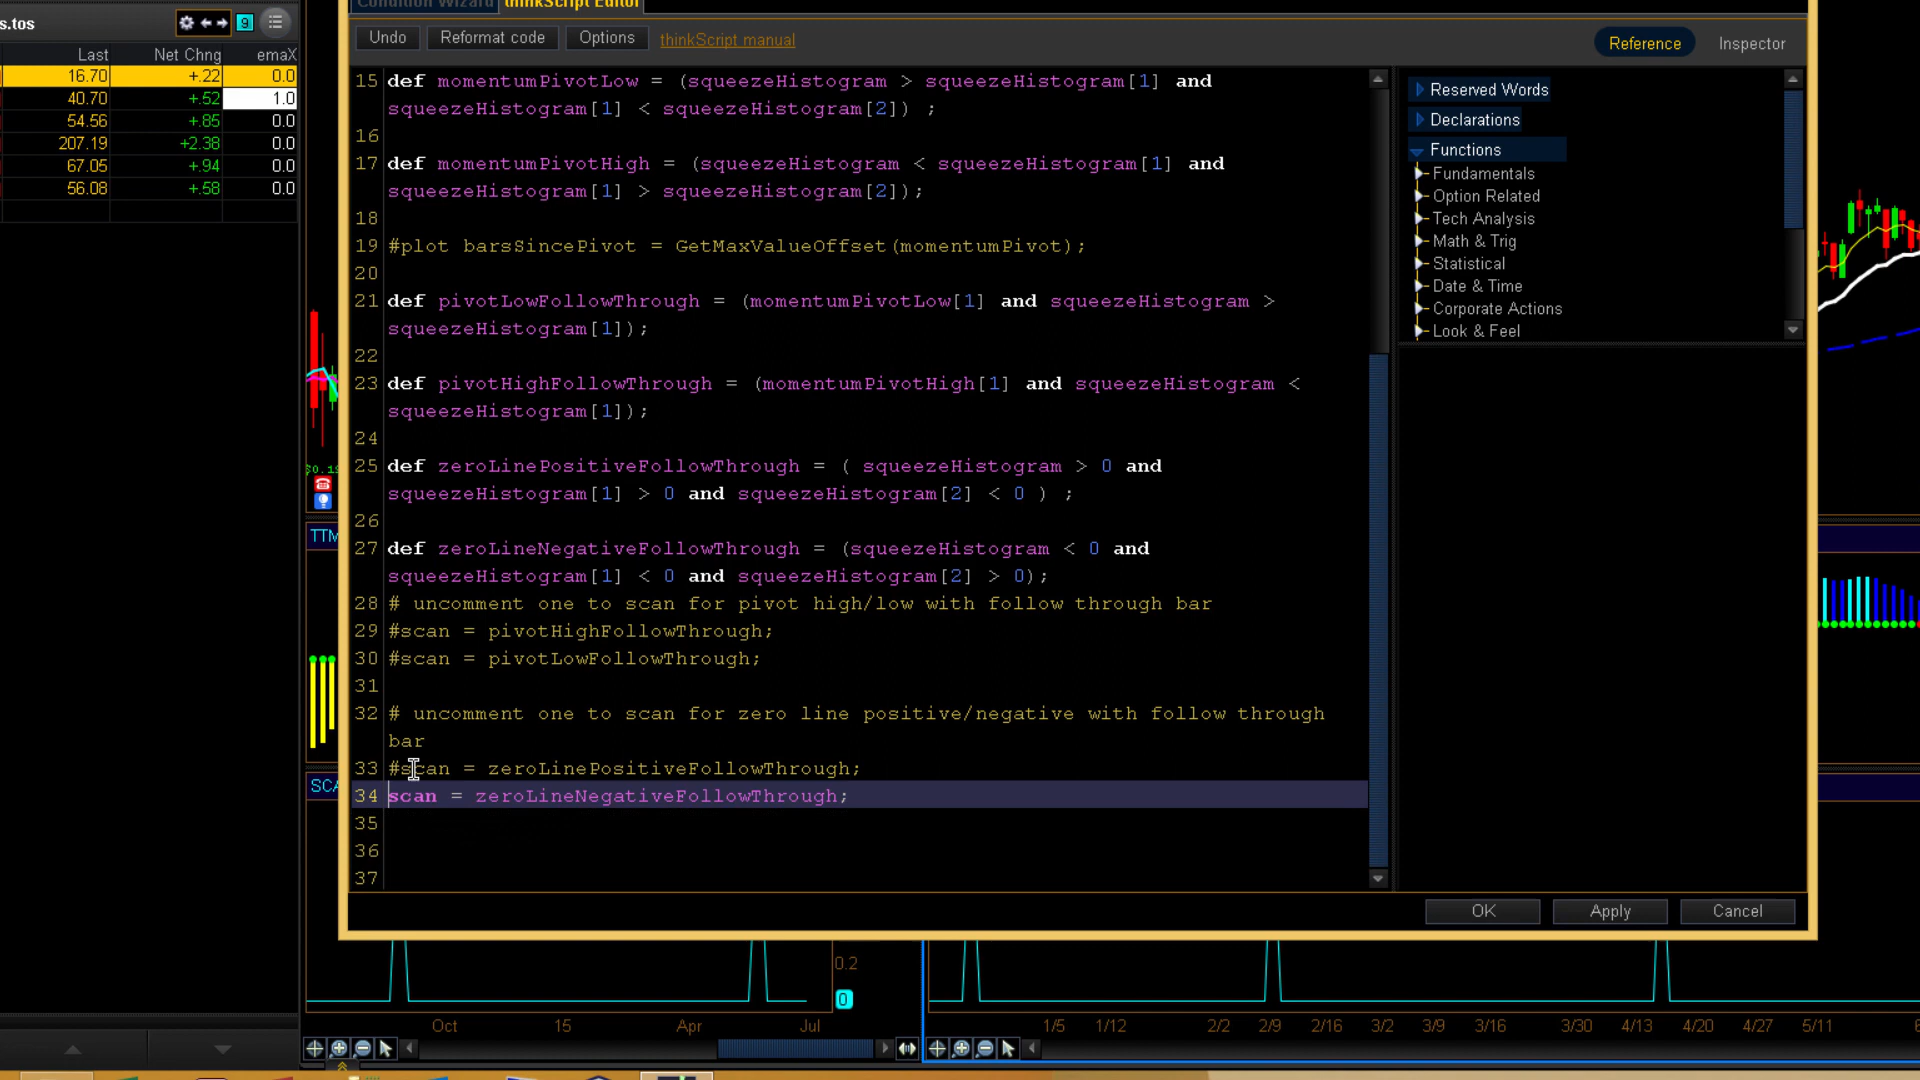 Condition Wizard thinkScript Editor
s.tos
9
Undo Reformat code Options thinkScript manual
Reference Inspector
Last Net Chng emaX
16.70 +.22 0.0
40.70 +.52 1.0
54.56 +.85 0.0
207.19 +2.38 0.0
67.05 +.94 0.0
56.08 +.58 0.0
15 def momentumPivotLow = (squeezeHistogram > squeezeHistogram[1] and
squeezeHistogram[1] < squeezeHistogram[2]) ;
16
17 def momentumPivotHigh = (squeezeHistogram < squeezeHistogram[1] and
squeezeHistogram[1] > squeezeHistogram[2]);
18
19 #plot barsSincePivot = GetMaxValueOffset(momentumPivot);
20
21 def pivotLowFollowThrough = (momentumPivotLow[1] and squeezeHistogram >
squeezeHistogram[1]);
22
23 def pivotHighFollowThrough = (momentumPivotHigh[1] and squeezeHistogram <
squeezeHistogram[1]);
24
25 def zeroLinePositiveFollowThrough = ( squeezeHistogram > 0 and
squeezeHistogram[1] > 0 and squeezeHistogram[2] < 0 ) ;
26
27 def zeroLineNegativeFollowThrough = (squeezeHistogram < 0 and
squeezeHistogram[1] < 0 and squeezeHistogram[2] > 0);
28 # uncomment one to scan for pivot high/low with follow through bar
29 #scan = pivotHighFollowThrough;
30 #scan = pivotLowFollowThrough;
31
32 # uncomment one to scan for zero line positive/negative with follow through
bar
33 #scan = zeroLinePositiveFollowThrough;
34 scan = zeroLineNegativeFollowThrough;
35
36
37
Reserved Words
Declarations
Functions
Fundamentals
Option Related
Tech Analysis
Math & Trig
Statistical
Date & Time
Corporate Actions
Look & Feel
TTM
SCA
OK Apply Cancel
0.2
0
Oct 15 Apr Jul
1/5 1/12 2/2 2/9 2/16 3/2 3/9 3/16 3/30 4/13 4/20 4/27 5/11